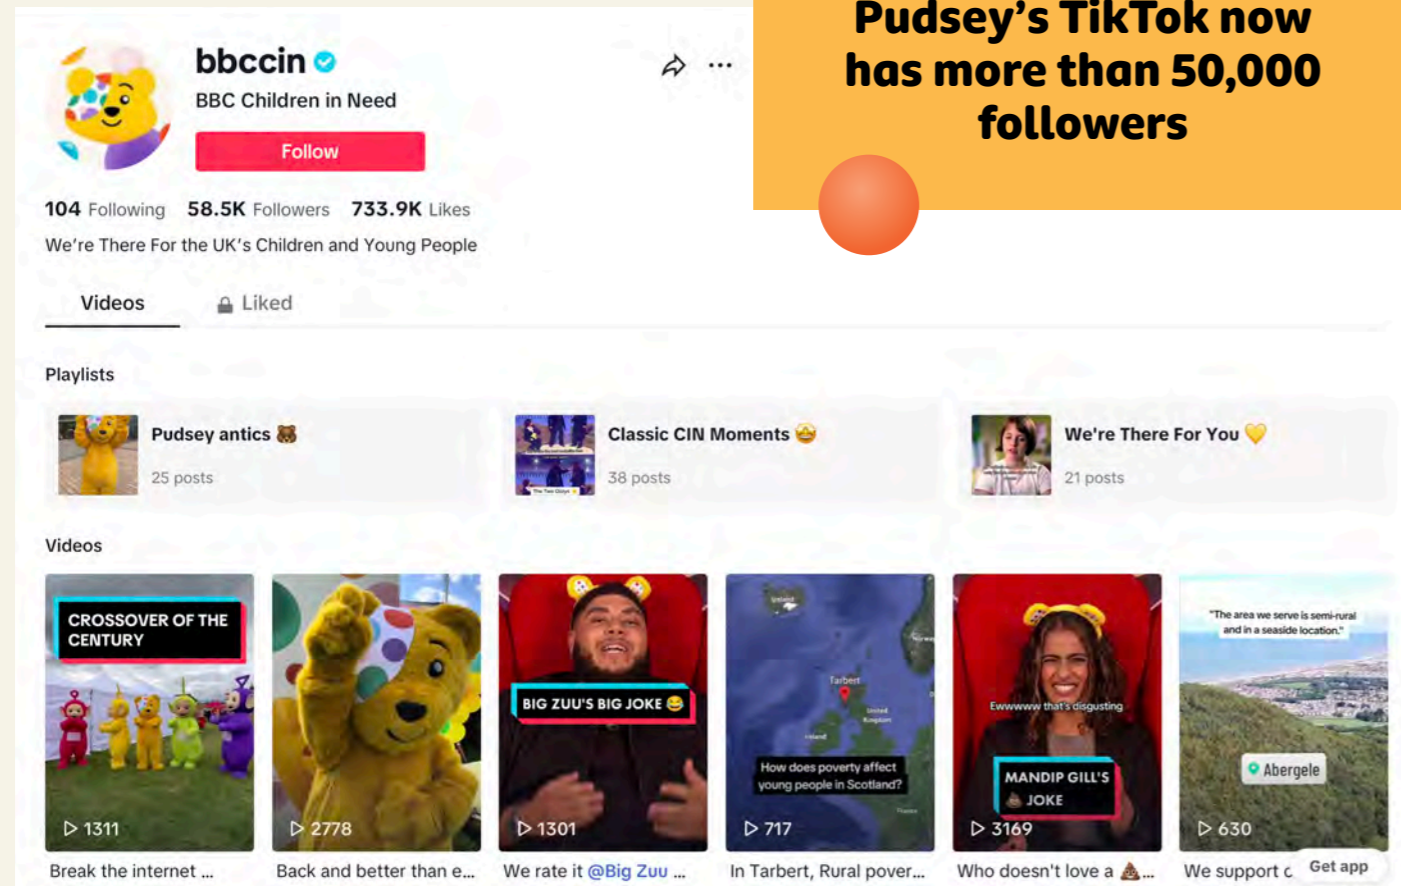 Pudsey's TikTok now
has more than 50,000
followers
bbccin
BBC Children in Need
Follow
104 Following 58.5K Followers 733.9K Likes
We're There For the UK's Children and Young People
Videos Liked
Playlists
Pudsey antics 🐻
25 posts
Classic CIN Moments 🤩
38 posts
We're There For You 💛
21 posts
Videos
CROSSOVER OF THE
CENTURY
1311
Break the internet ...
2778
Back and better than e...
BIG ZUU'S BIG JOKE 😂
1301
We rate it @Big Zuu ...
Iceland
Norway
Tarbert
United
Kingdom
Ireland
How does poverty affect
young people in Scotland?
France
717
In Tarbert, Rural pover...
Ewwwww that's disgusting
MANDIP GILL'S
💩 JOKE
3169
Who doesn't love a 💩...
"The area we serve is semi-rural
and in a seaside location."
Abergele
630
We support c
Get app